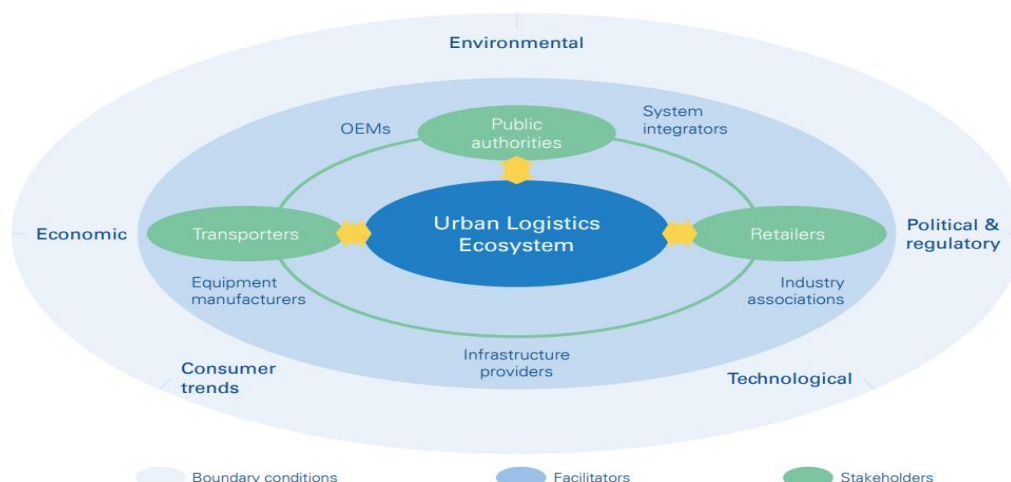 Environmental
OEMs
Public
authorities
System
integrators
Economic
Transporters
Urban Logistics
Ecosystem
Retailers
Political &
regulatory
Equipment
manufacturers
Industry
associations
Infrastructure
providers
Consumer
trends
Technological
Boundary conditions
Facilitators
Stakeholders